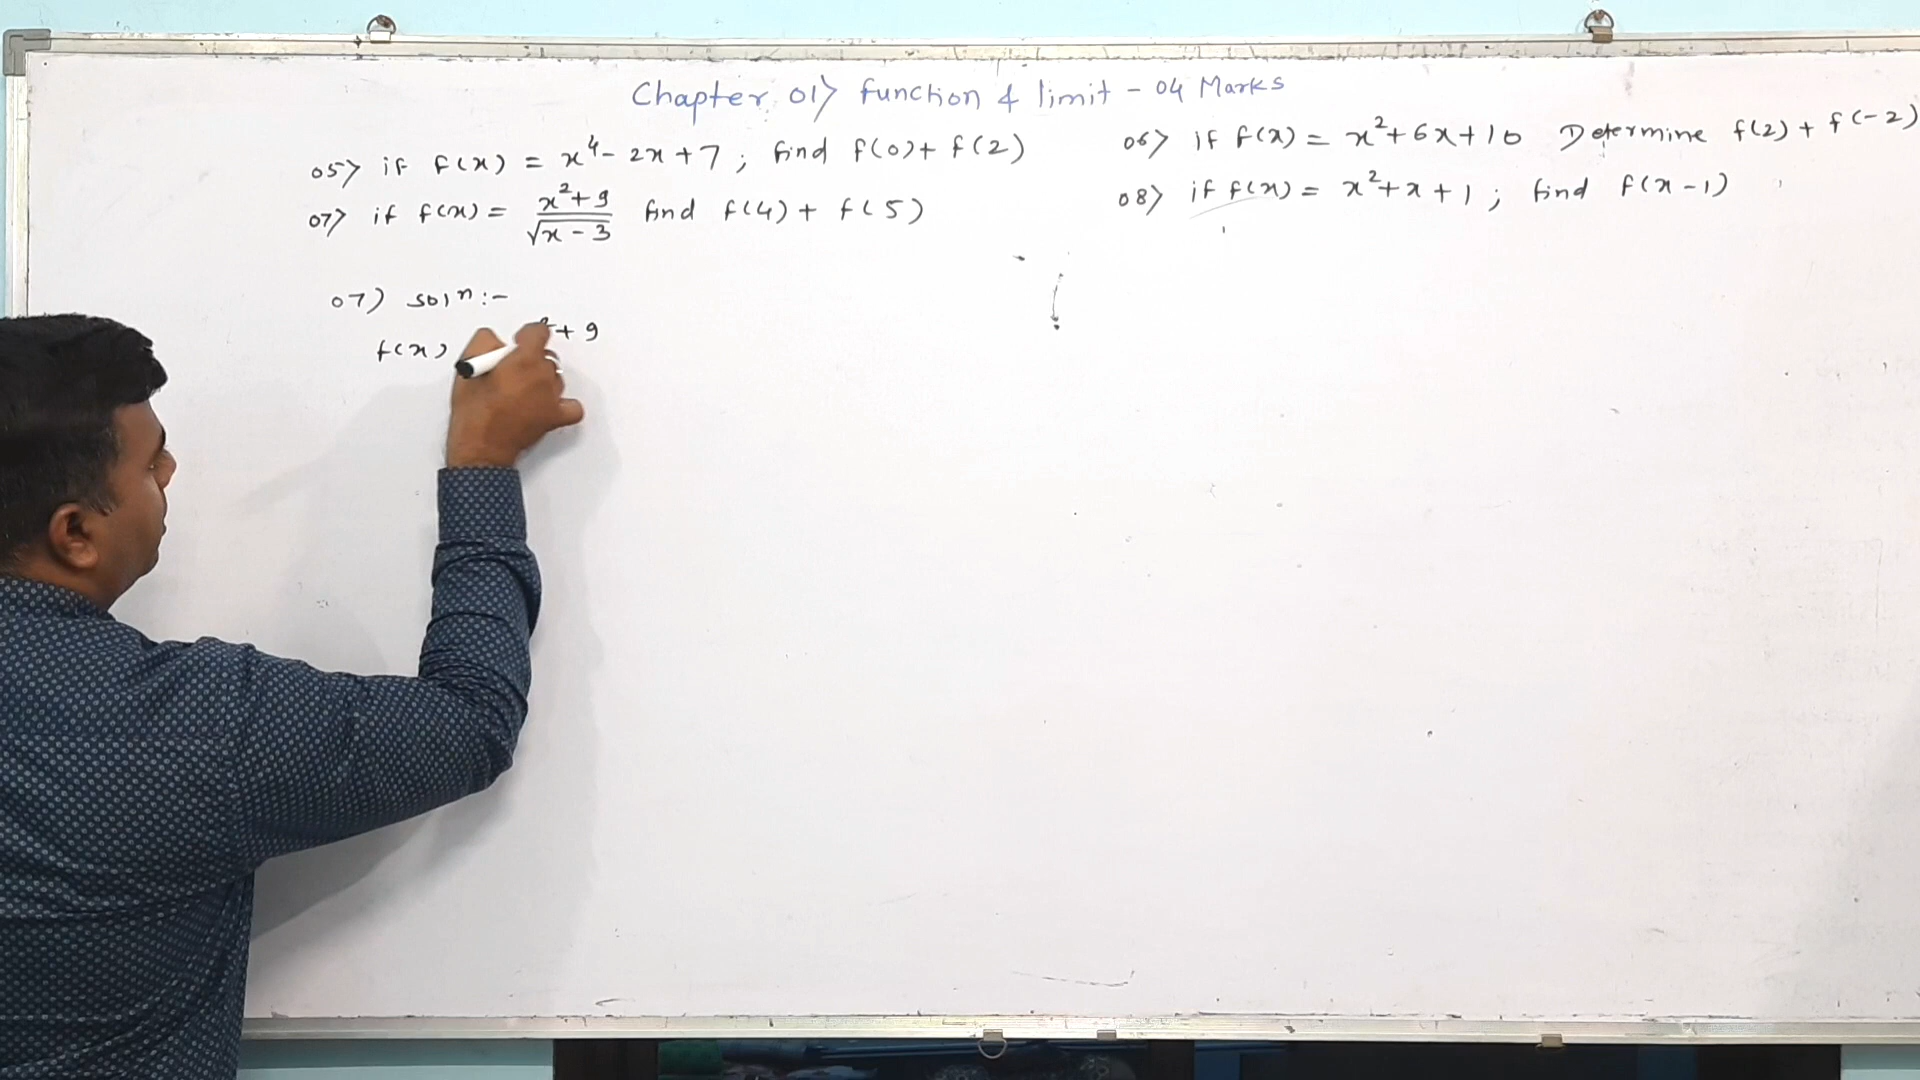 Chapter 01> function & limit - 04 Marks
05> if f(x) = x⁴ - 2x + 7 ; find f(0) + f(2)
06> if f(x) = x² + 6x + 10 Determine f(2) + f(-2)
07> if f(x) = x² + 9 / √x - 3 find f(4) + f(5)
08> if f(x) = x² + x + 1 ; find f(x - 1)
07) solⁿ :-
f(x) ² + 9